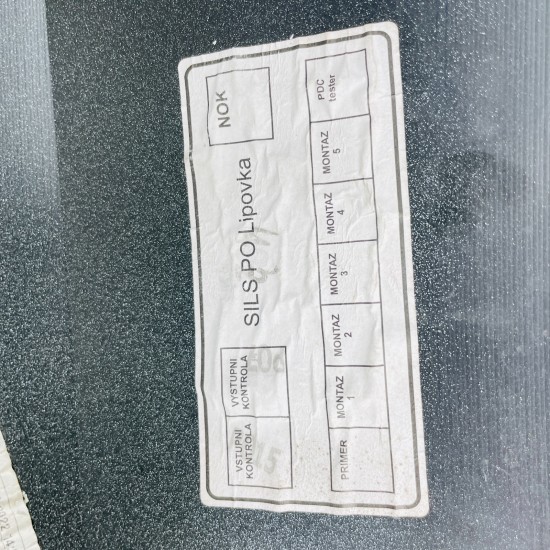 VSTUPNI
KONTROLA
VYSTUPNI
KONTROLA
SILS PO Lipovka
NOK
PRIMER
MONTAZ
1
MONTAZ
2
MONTAZ
3
MONTAZ
4
MONTAZ
5
PDC
tester